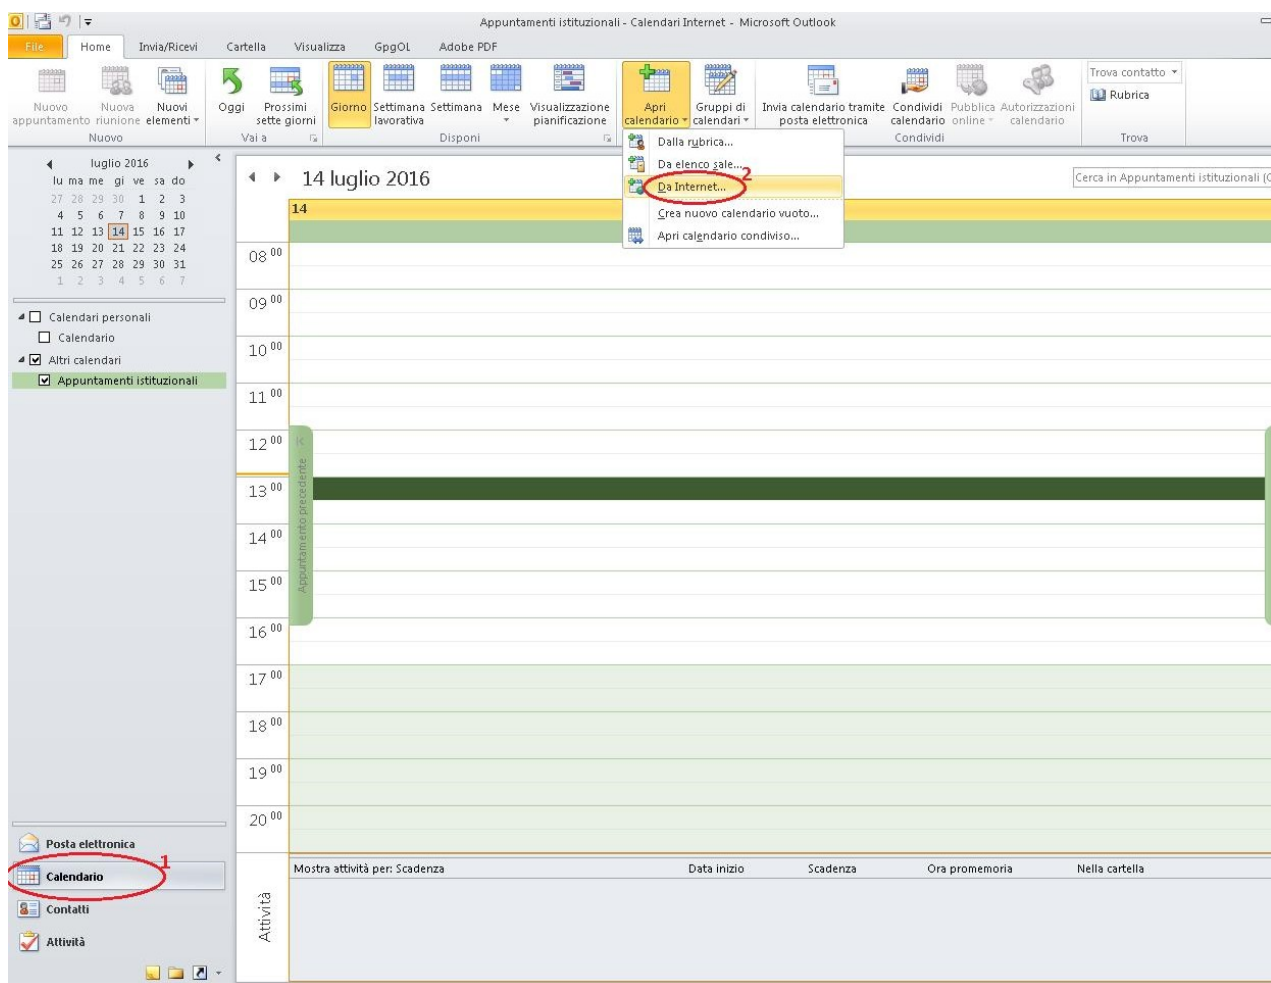 Appuntamenti istituzionali - Calendari Internet - Microsoft Outlook
File Home Invia/Ricevi Cartella Visualizza GpgOL Adobe PDF
Nuovo appuntamento
Nuova riunione
Nuovi elementi
Nuovo
Oggi
Prossimi sette giorni
Vai a
Giorno
Settimana lavorativa
Settimana
Mese
Visualizzazione pianificazione
Disponi
Apri calendario
Gruppi di calendari
Invia calendario tramite posta elettronica
Condividi calendario
Pubblica online
Autorizzazioni calendario
Condividi
Trova contatto
Rubrica
Trova
Dalla rubrica...
Da elenco sale...
2
Da Internet...
Crea nuovo calendario vuoto...
Apri calendario condiviso...
luglio 2016
lu ma me gi ve sa do
27 28 29 30 1 2 3
4 5 6 7 8 9 10
11 12 13 14 15 16 17
18 19 20 21 22 23 24
25 26 27 28 29 30 31
1 2 3 4 5 6 7
Calendari personali
Calendario
Altri calendari
Appuntamenti istituzionali
14 luglio 2016
Cerca in Appuntamenti istituzionali (C
14
08 00
09 00
10 00
11 00
12 00
13 00
14 00
15 00
16 00
17 00
18 00
19 00
20 00
Appuntamento precedente
Posta elettronica
1
Calendario
Contatti
Attività
Mostra attività per: Scadenza Data inizio Scadenza Ora promemoria Nella cartella
Attività